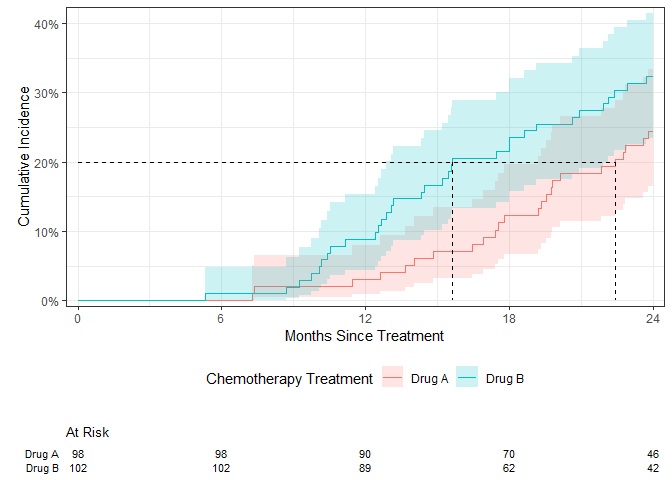 40%
30%
20%
10%
0%
Cumulative Incidence
0 6 12 18 24
Months Since Treatment
Chemotherapy Treatment Drug A Drug B
At Risk
Drug A 98 98 90 70 46
Drug B 102 102 89 62 42